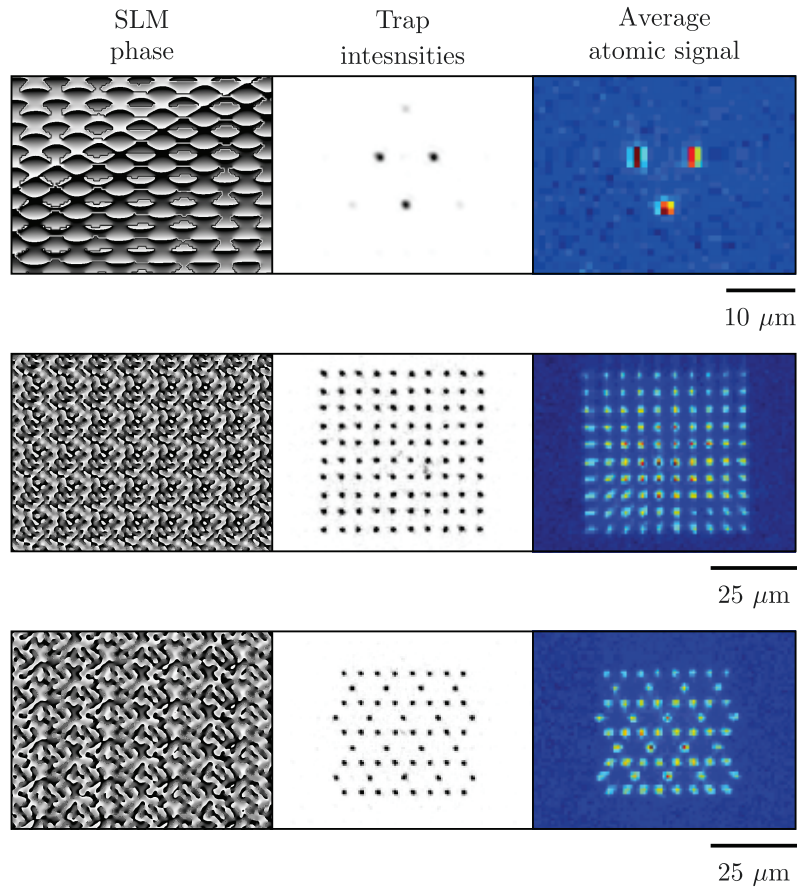 SLM
phase
Trap
intesnsities
Average
atomic signal
10 μm
25 μm
25 μm